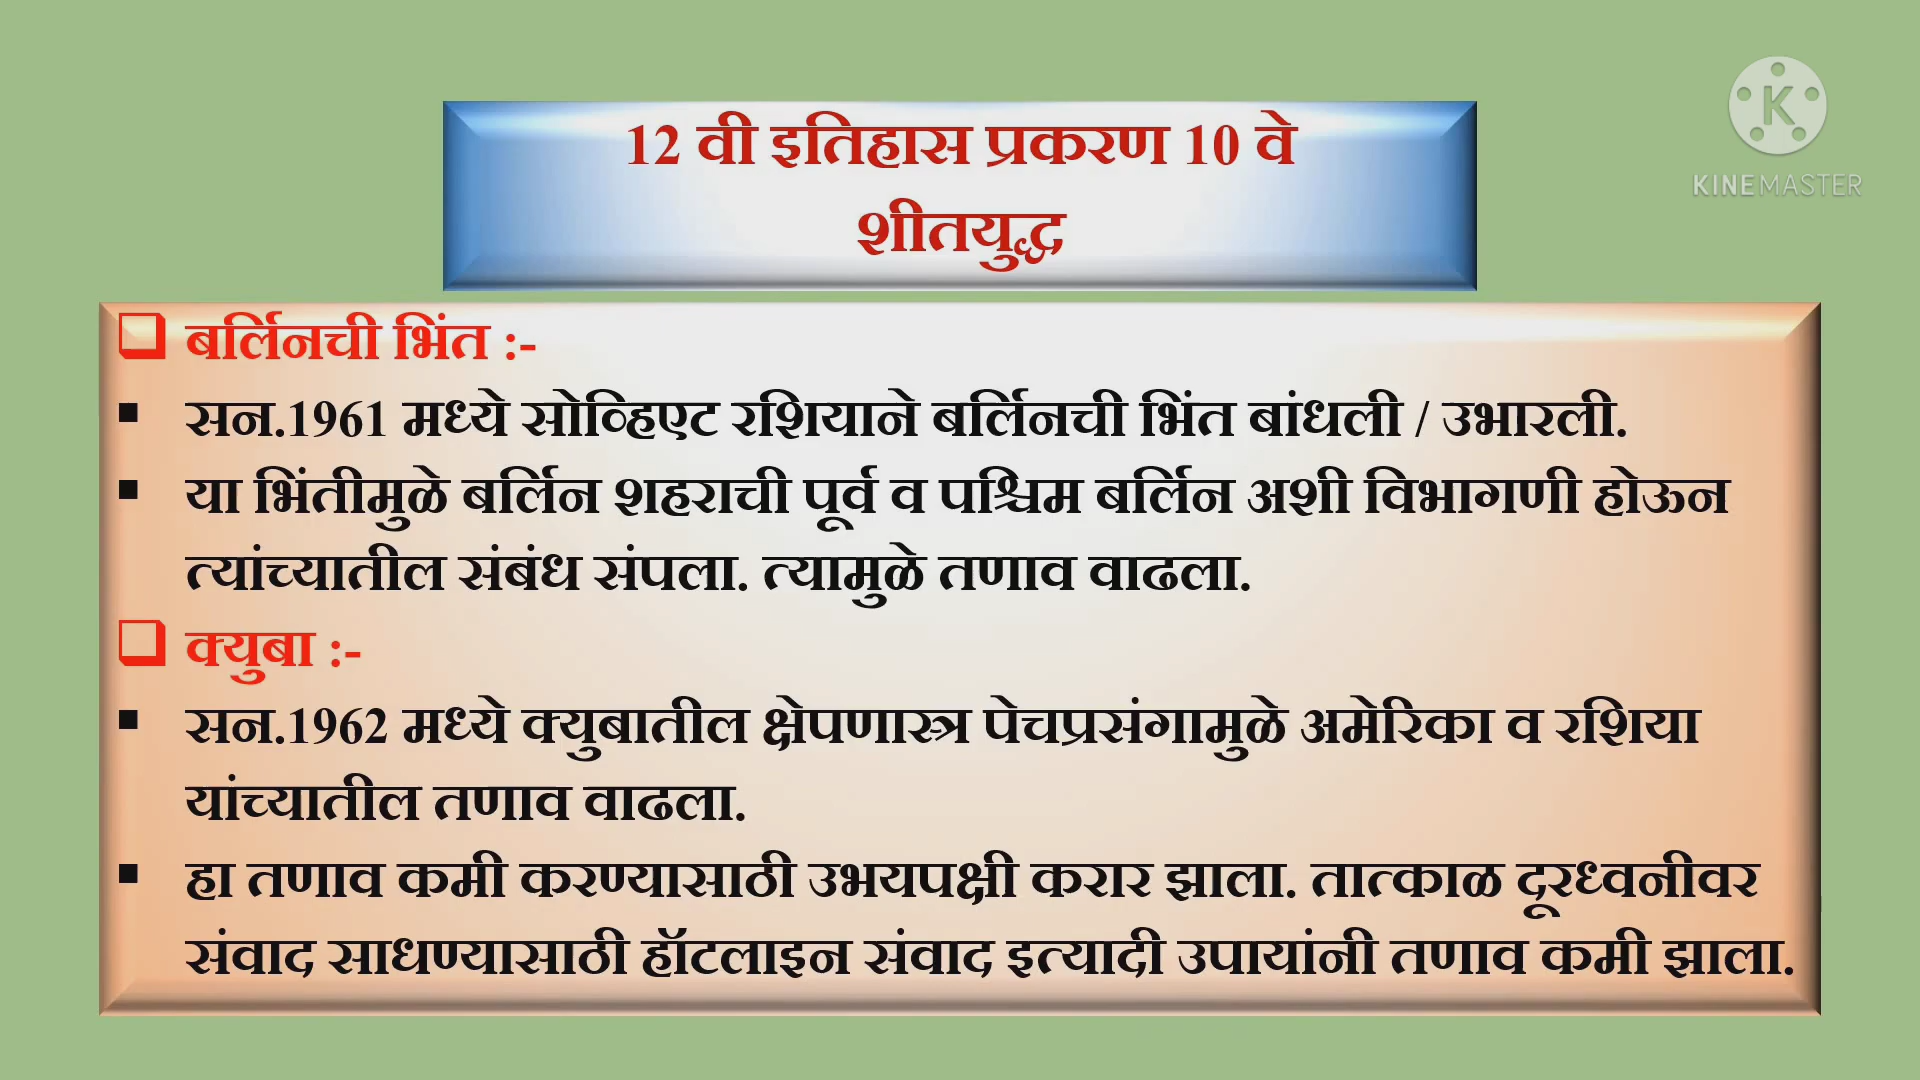 12 वी इतिहास प्रकरण 10 वे
शीतयुद्ध
K
KINEMASTER
बर्लिनची भिंत :-
सन.1961 मध्ये सोव्हिएट रशियाने बर्लिनची भिंत बांधली / उभारली.
या भिंतीमुळे बर्लिन शहराची पूर्व व पश्चिम बर्लिन अशी विभागणी होऊन
त्यांच्यातील संबंध संपला. त्यामुळे तणाव वाढला.
क्युबा :-
सन.1962 मध्ये क्युबातील क्षेपणास्त्र पेचप्रसंगामुळे अमेरिका व रशिया
यांच्यातील तणाव वाढला.
हा तणाव कमी करण्यासाठी उभयपक्षी करार झाला. तात्काळ दूरध्वनीवर
संवाद साधण्यासाठी हॉटलाइन संवाद इत्यादी उपायांनी तणाव कमी झाला.